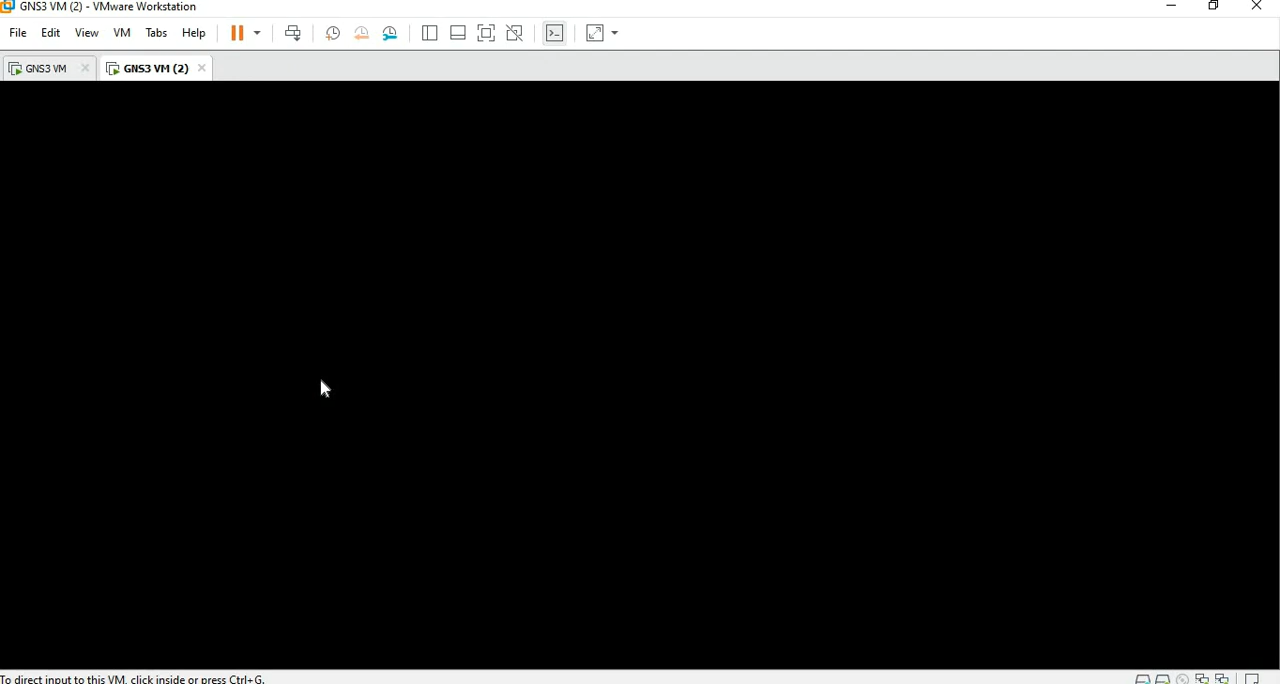 GNS3 VM (2) - VMware Workstation
File Edit View VM Tabs Help
GNS3 VM GNS3 VM (2)
To direct input to this VM, click inside or press Ctrl+G.